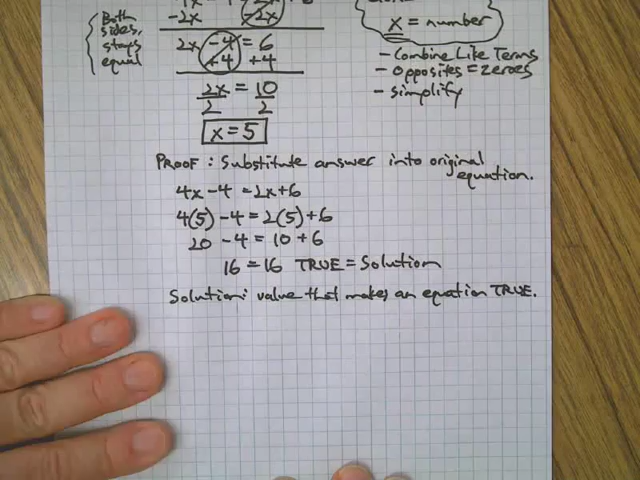 -2x -2x
Both sides, stays equal
2x -4 = 6
+4 +4
2x = 10
2 2
x = 5
x = number
- Combine Like Terms
- opposites = zeroes
- simplify
PROOF: Substitute answer into original
equation.
4x - 4 = 2x + 6
4(5) - 4 = 2(5) + 6
20 - 4 = 10 + 6
16 = 16 TRUE = Solution
Solution: value that makes an equation TRUE.